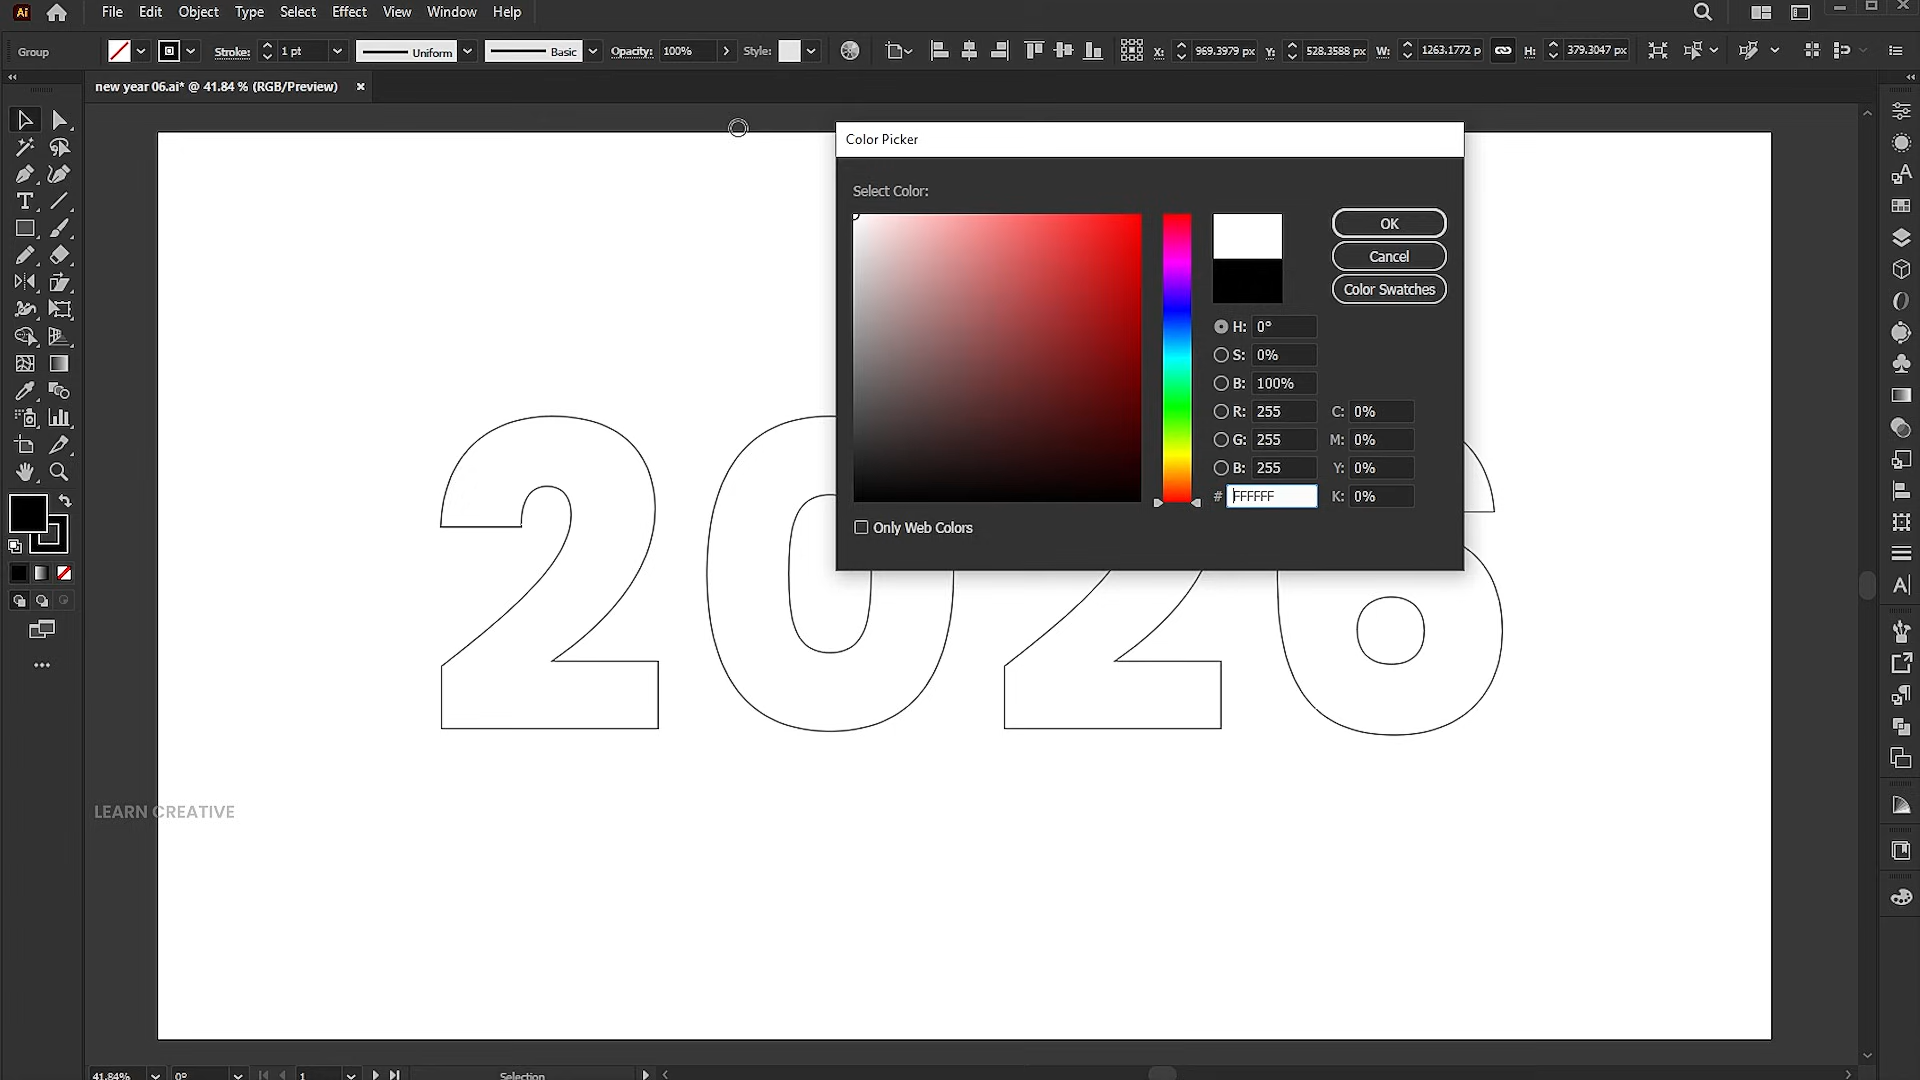 Ai File Edit Object Type Select Effect View Window Help
Group Stroke: 1 pt Uniform Basic Opacity: 100% Style: X: 969.3979 px Y: 528.3588 px W: 1263.1772 p H: 379.3047 px
new year 06.ai* @ 41.84 % (RGB/Preview) ×
Color Picker
Select Color:
OK
Cancel
Color Swatches
H: 0°
S: 0%
B: 100%
R: 255 C: 0%
G: 255 M: 0%
B: 255 Y: 0%
# FFFFFF K: 0%
Only Web Colors
2026
LEARN CREATIVE
41.84% 0° 1 Selection